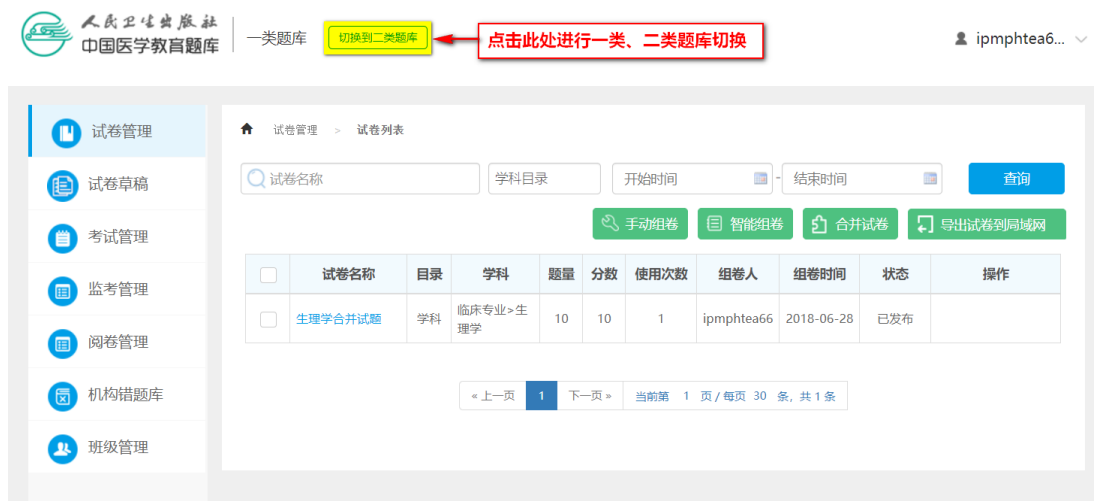 人民卫生出版社
中国医学教育题库
一类题库
切换到二类题库
点击此处进行一类、二类题库切换
ipmphtea6...
试卷管理
试卷草稿
考试管理
监考管理
阅卷管理
机构错题库
班级管理
试卷管理 > 试卷列表
试卷名称 学科目录 开始时间 - 结束时间 查询
手动组卷 智能组卷 合并试卷 导出试卷到局域网
试卷名称 目录 学科 题量 分数 使用次数 组卷人 组卷时间 状态 操作
生理学合并试题 学科 临床专业>生 10 10 1 ipmphtea66 2018-06-28 已发布
理学
«上一页 1 下一页» 当前第 1 页/每页 30 条, 共1条